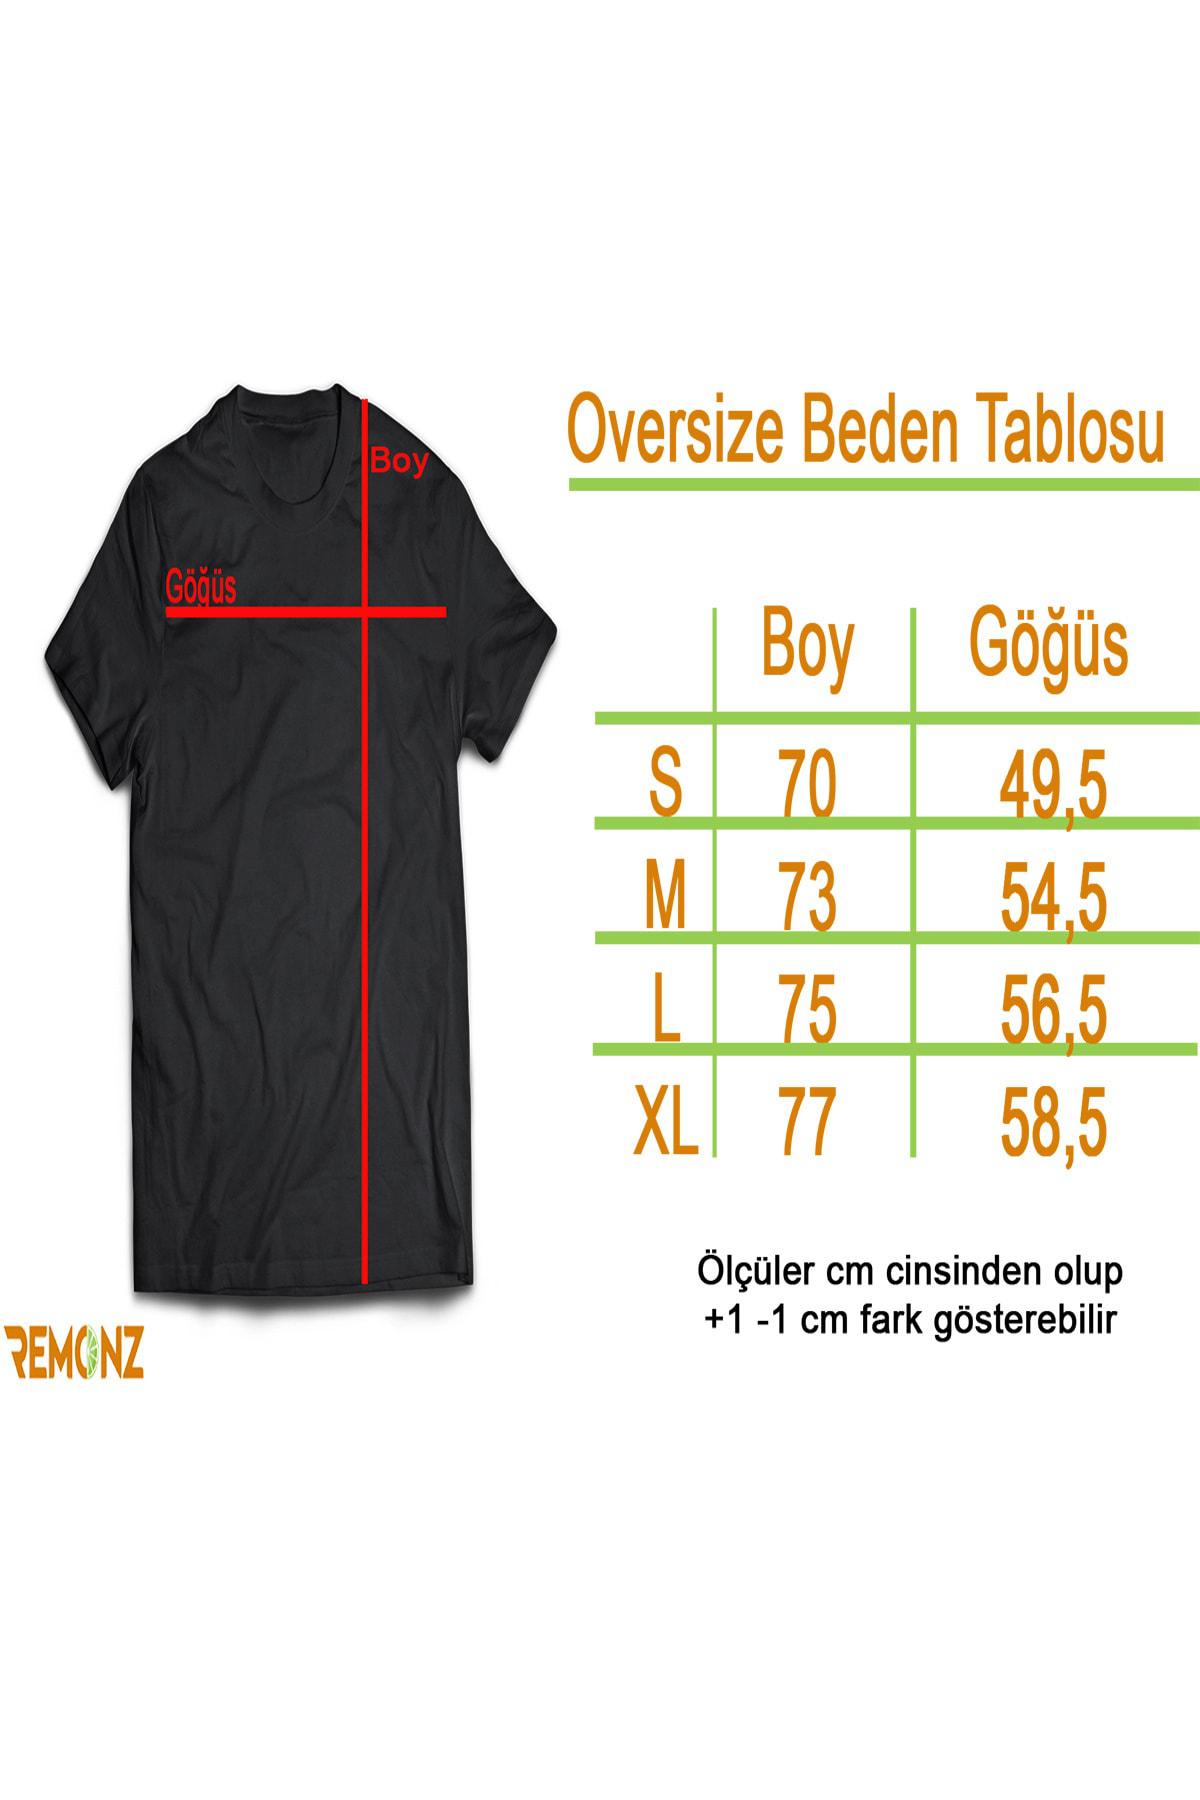 Oversize Beden Tablosu
Boy
Göğüs
Boy Göğüs
S 70 49,5
M 73 54,5
L 75 56,5
XL 77 58,5
Ölçüler cm cinsinden olup
+1 -1 cm fark gösterebilir
REMONZ